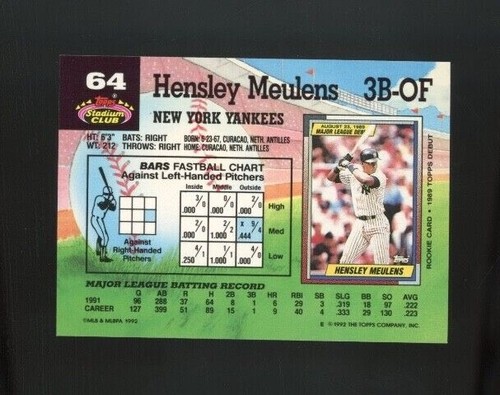 64
Topps
Stadium
CLUB
Hensley Meulens 3B-OF
NEW YORK YANKEES
HT: 6'3" BATS: RIGHT BORN: 6-23-67, CURACAO, NETH. ANTILLES
WT: 212 THROWS: RIGHT HOME: CURACAO, NETH. ANTILLES
BARS FASTBALL CHART
Against Left-Handed Pitchers
Inside Middle Outside
High
Med
Low
Against
Right-Handed
Pitchers
AUGUST 23, 1989
MAJOR LEAGUE DEBUT
Topps
HENSLEY MEULENS
ROOKIE CARD • 1989 TOPPS DEBUT
MAJOR LEAGUE BATTING RECORD
G AB R H 2B 3B HR RBI SB SLG BB SO AVG
1991 96 288 37 64 8 1 6 29 3 .319 18 97 .222
CAREER 127 399 51 89 15 1 9 40 4 .333 29 130 .223
©MLB & MLBPA 1992
© 1992 THE TOPPS COMPANY, INC.